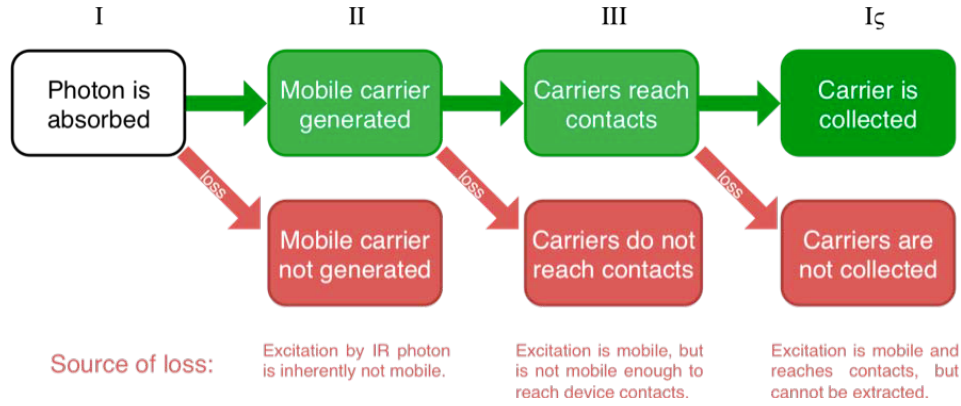 I II III Iς
Photon is absorbed
Mobile carrier generated
Carriers reach contacts
Carrier is collected
loss loss loss
Mobile carrier not generated
Carriers do not reach contacts
Carriers are not collected
Source of loss:
Excitation by IR photon
is inherently not mobile.
Excitation is mobile, but
is not mobile enough to
reach device contacts.
Excitation is mobile and
reaches contacts, but
cannot be extracted.